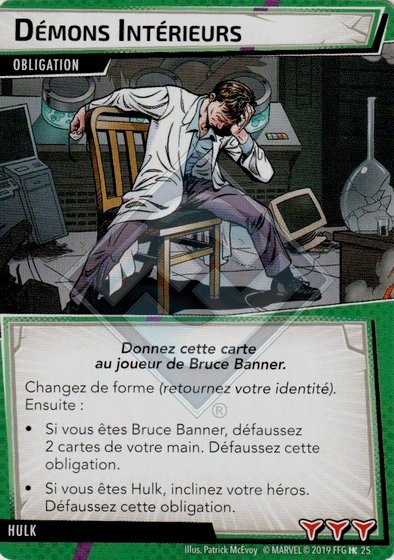 DÉMONS INTÉRIEURS
OBLIGATION
Donnez cette carte
au joueur de Bruce Banner.
Changez de forme (retournez votre identité).
Ensuite :
• Si vous êtes Bruce Banner, défaussez
2 cartes de votre main. Défaussez cette
obligation.
• Si vous êtes Hulk, inclinez votre héros.
Défaussez cette obligation.
®
Illus. Patrick McEvoy © MARVEL © 2019 FFG HK 25
HULK